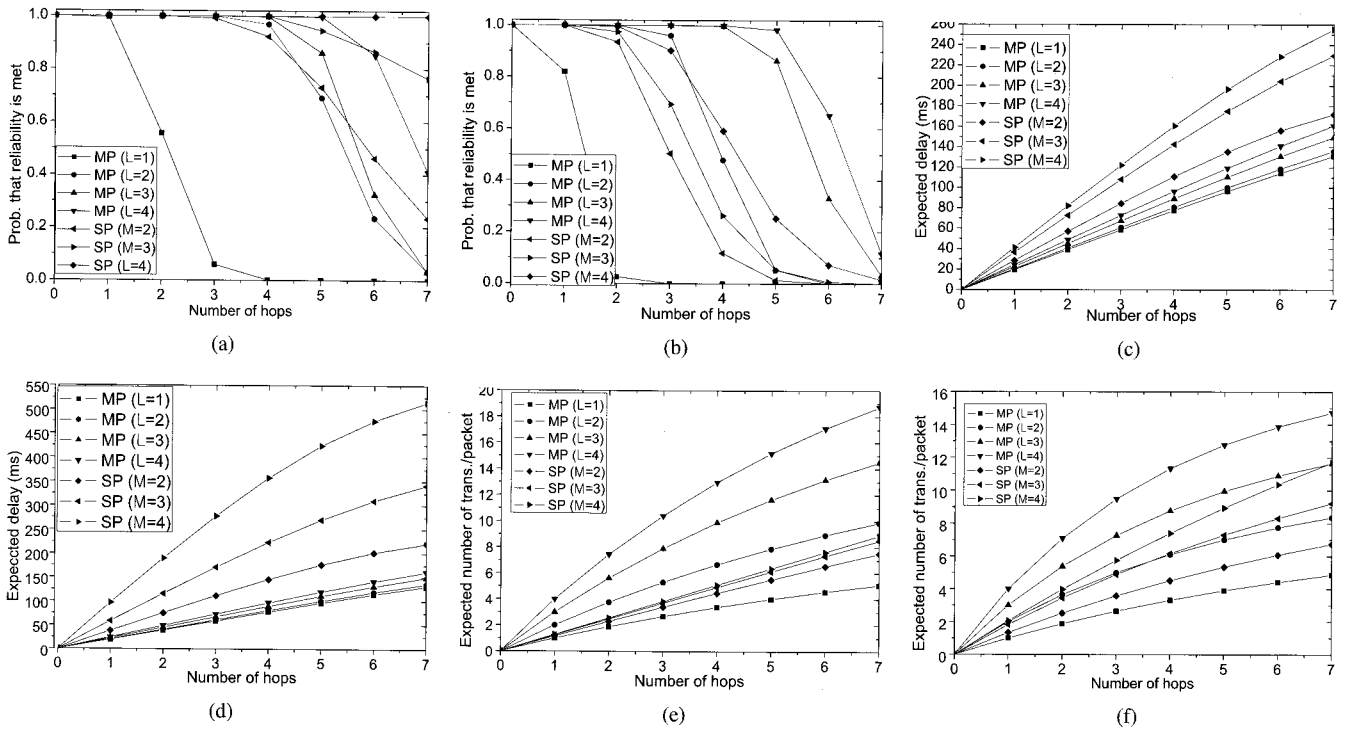 Prob. that reliability is met
1.0
0.8
0.6
0.4
0.2
0.0
MP (L=1)
MP (L=2)
MP (L=3)
MP (L=4)
SP (M=2)
SP (M=3)
SP (L=4)
0 1 2 3 4 5 6 7
Number of hops
(a)
Prob. that reliability is met
1.0
0.8
0.6
0.4
0.2
0.0
MP (L=1)
MP (L=2)
MP (L=3)
MP (L=4)
SP (M=2)
SP (M=3)
SP (M=4)
0 1 2 3 4 5 6 7
Number of hops
(b)
Expected delay (ms)
260
240
220
200
180
160
140
120
100
80
60
40
20
0
MP (L=1)
MP (L=2)
MP (L=3)
MP (L=4)
SP (M=2)
SP (M=3)
SP (M=4)
0 1 2 3 4 5 6 7
Number of hops
(c)
Expeccted delay (ms)
550
500
450
400
350
300
250
200
150
100
50
0
MP (L=1)
MP (L=2)
MP (L=3)
MP (L=4)
SP (M=2)
SP (M=3)
SP (M=4)
0 1 2 3 4 5 6 7
Number of hops
(d)
Expected number of trans./packet
20
18
16
14
12
10
8
6
4
2
0
MP (L=1)
MP (L=2)
MP (L=3)
MP (L=4)
SP (M=2)
SP (M=3)
SP (M=4)
0 1 2 3 4 5 6 7
Number of hops
(e)
Expected number of trans./packet
16
14
12
10
8
6
4
2
0
MP (L=1)
MP (L=2)
MP (L=3)
MP (L=4)
SP (M=2)
SP (M=3)
SP (M=4)
0 1 2 3 4 5 6 7
Number of hops
(f)